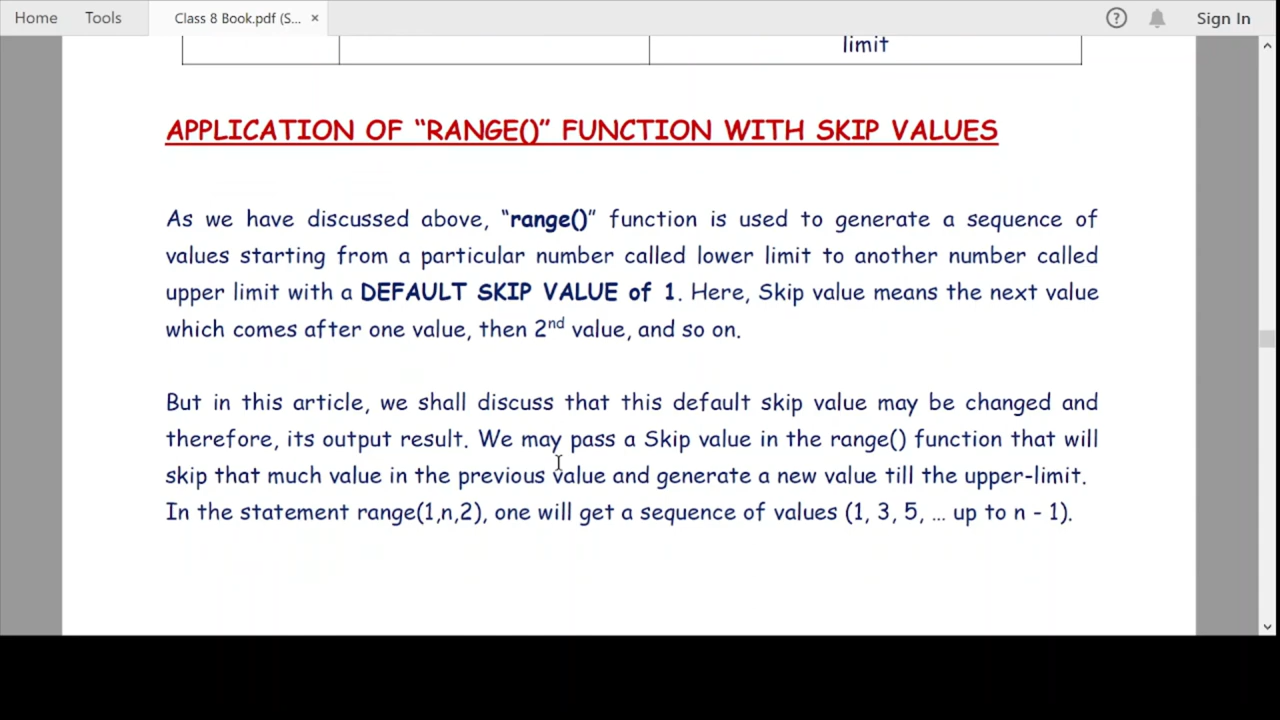 Home Tools Class 8 Book.pdf (S... × ? Sign In
limit
APPLICATION OF “RANGE()” FUNCTION WITH SKIP VALUES
As we have discussed above, “range()” function is used to generate a sequence of
values starting from a particular number called lower limit to another number called
upper limit with a DEFAULT SKIP VALUE of 1. Here, Skip value means the next value
which comes after one value, then 2nd value, and so on.
But in this article, we shall discuss that this default skip value may be changed and
therefore, its output result. We may pass a Skip value in the range() function that will
skip that much value in the previous value and generate a new value till the upper-limit.
In the statement range(1,n,2), one will get a sequence of values (1, 3, 5, … up to n - 1).